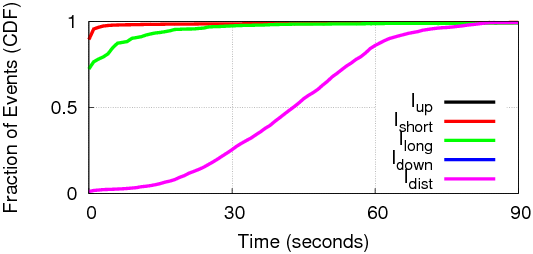 Fraction of Events (CDF)
1
0.5
0
0
30
60
90
Time (seconds)
I_up
I_short
I_long
I_down
I_dist